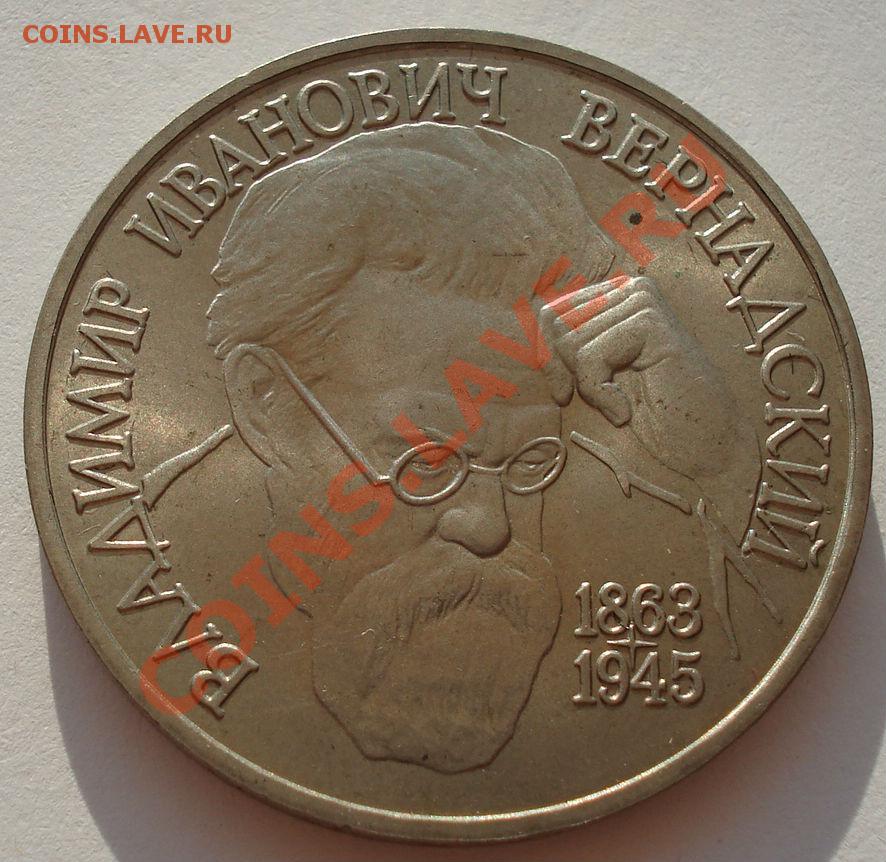 COINS.LAVE.RU
ВЛАДИМИР ИВАНОВИЧ ВЕРНАДСКИЙ
1863
1945
COINS.LAVE.RU